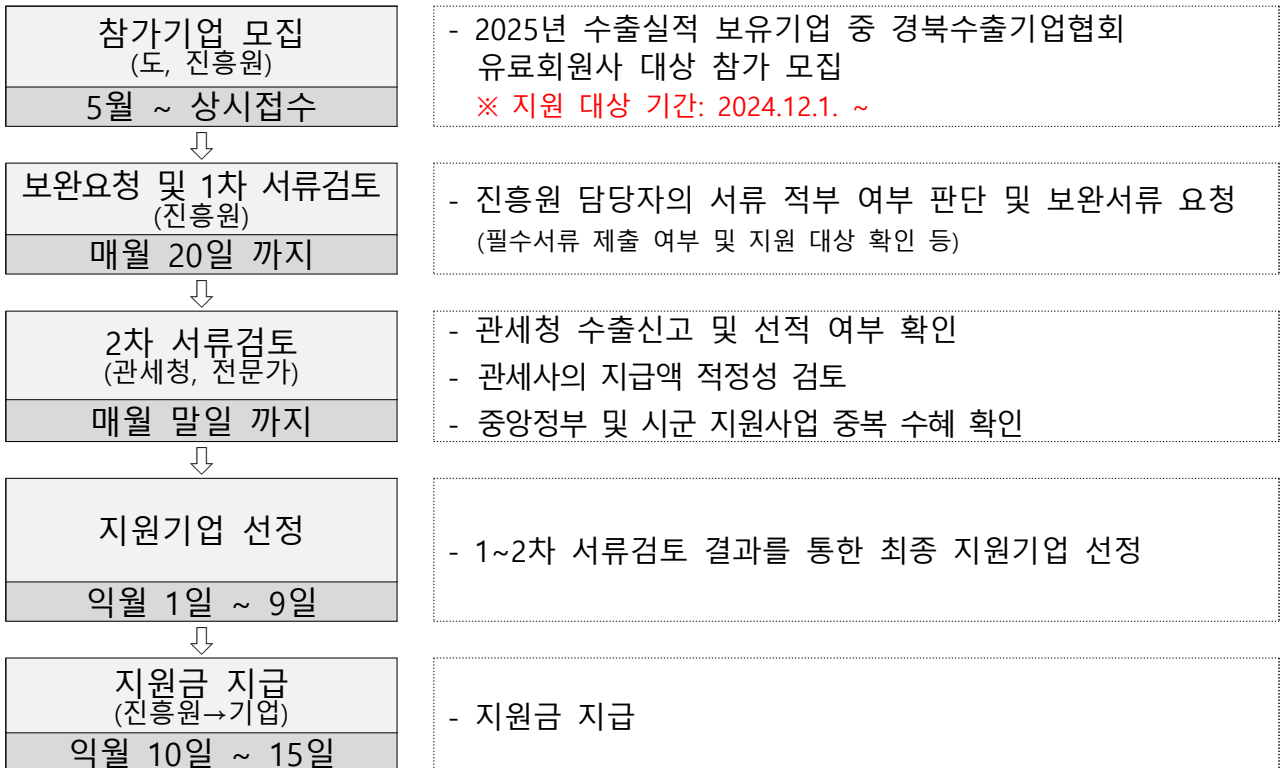 참가기업 모집
(도, 진흥원)
5월 ~ 상시접수
- 2025년 수출실적 보유기업 중 경북수출기업협회
유료회원사 대상 참가 모집
※ 지원 대상 기간: 2024.12.1. ~
⇩
보완요청 및 1차 서류검토
(진흥원)
매월 20일 까지
- 진흥원 담당자의 서류 적부 여부 판단 및 보완서류 요청
(필수서류 제출 여부 및 지원 대상 확인 등)
⇩
2차 서류검토
(관세청, 전문가)
매월 말일 까지
- 관세청 수출신고 및 선적 여부 확인
- 관세사의 지급액 적정성 검토
- 중앙정부 및 시군 지원사업 중복 수혜 확인
⇩
지원기업 선정
익월 1일 ~ 9일
- 1~2차 서류검토 결과를 통한 최종 지원기업 선정
⇩
지원금 지급
(진흥원→기업)
익월 10일 ~ 15일
- 지원금 지급